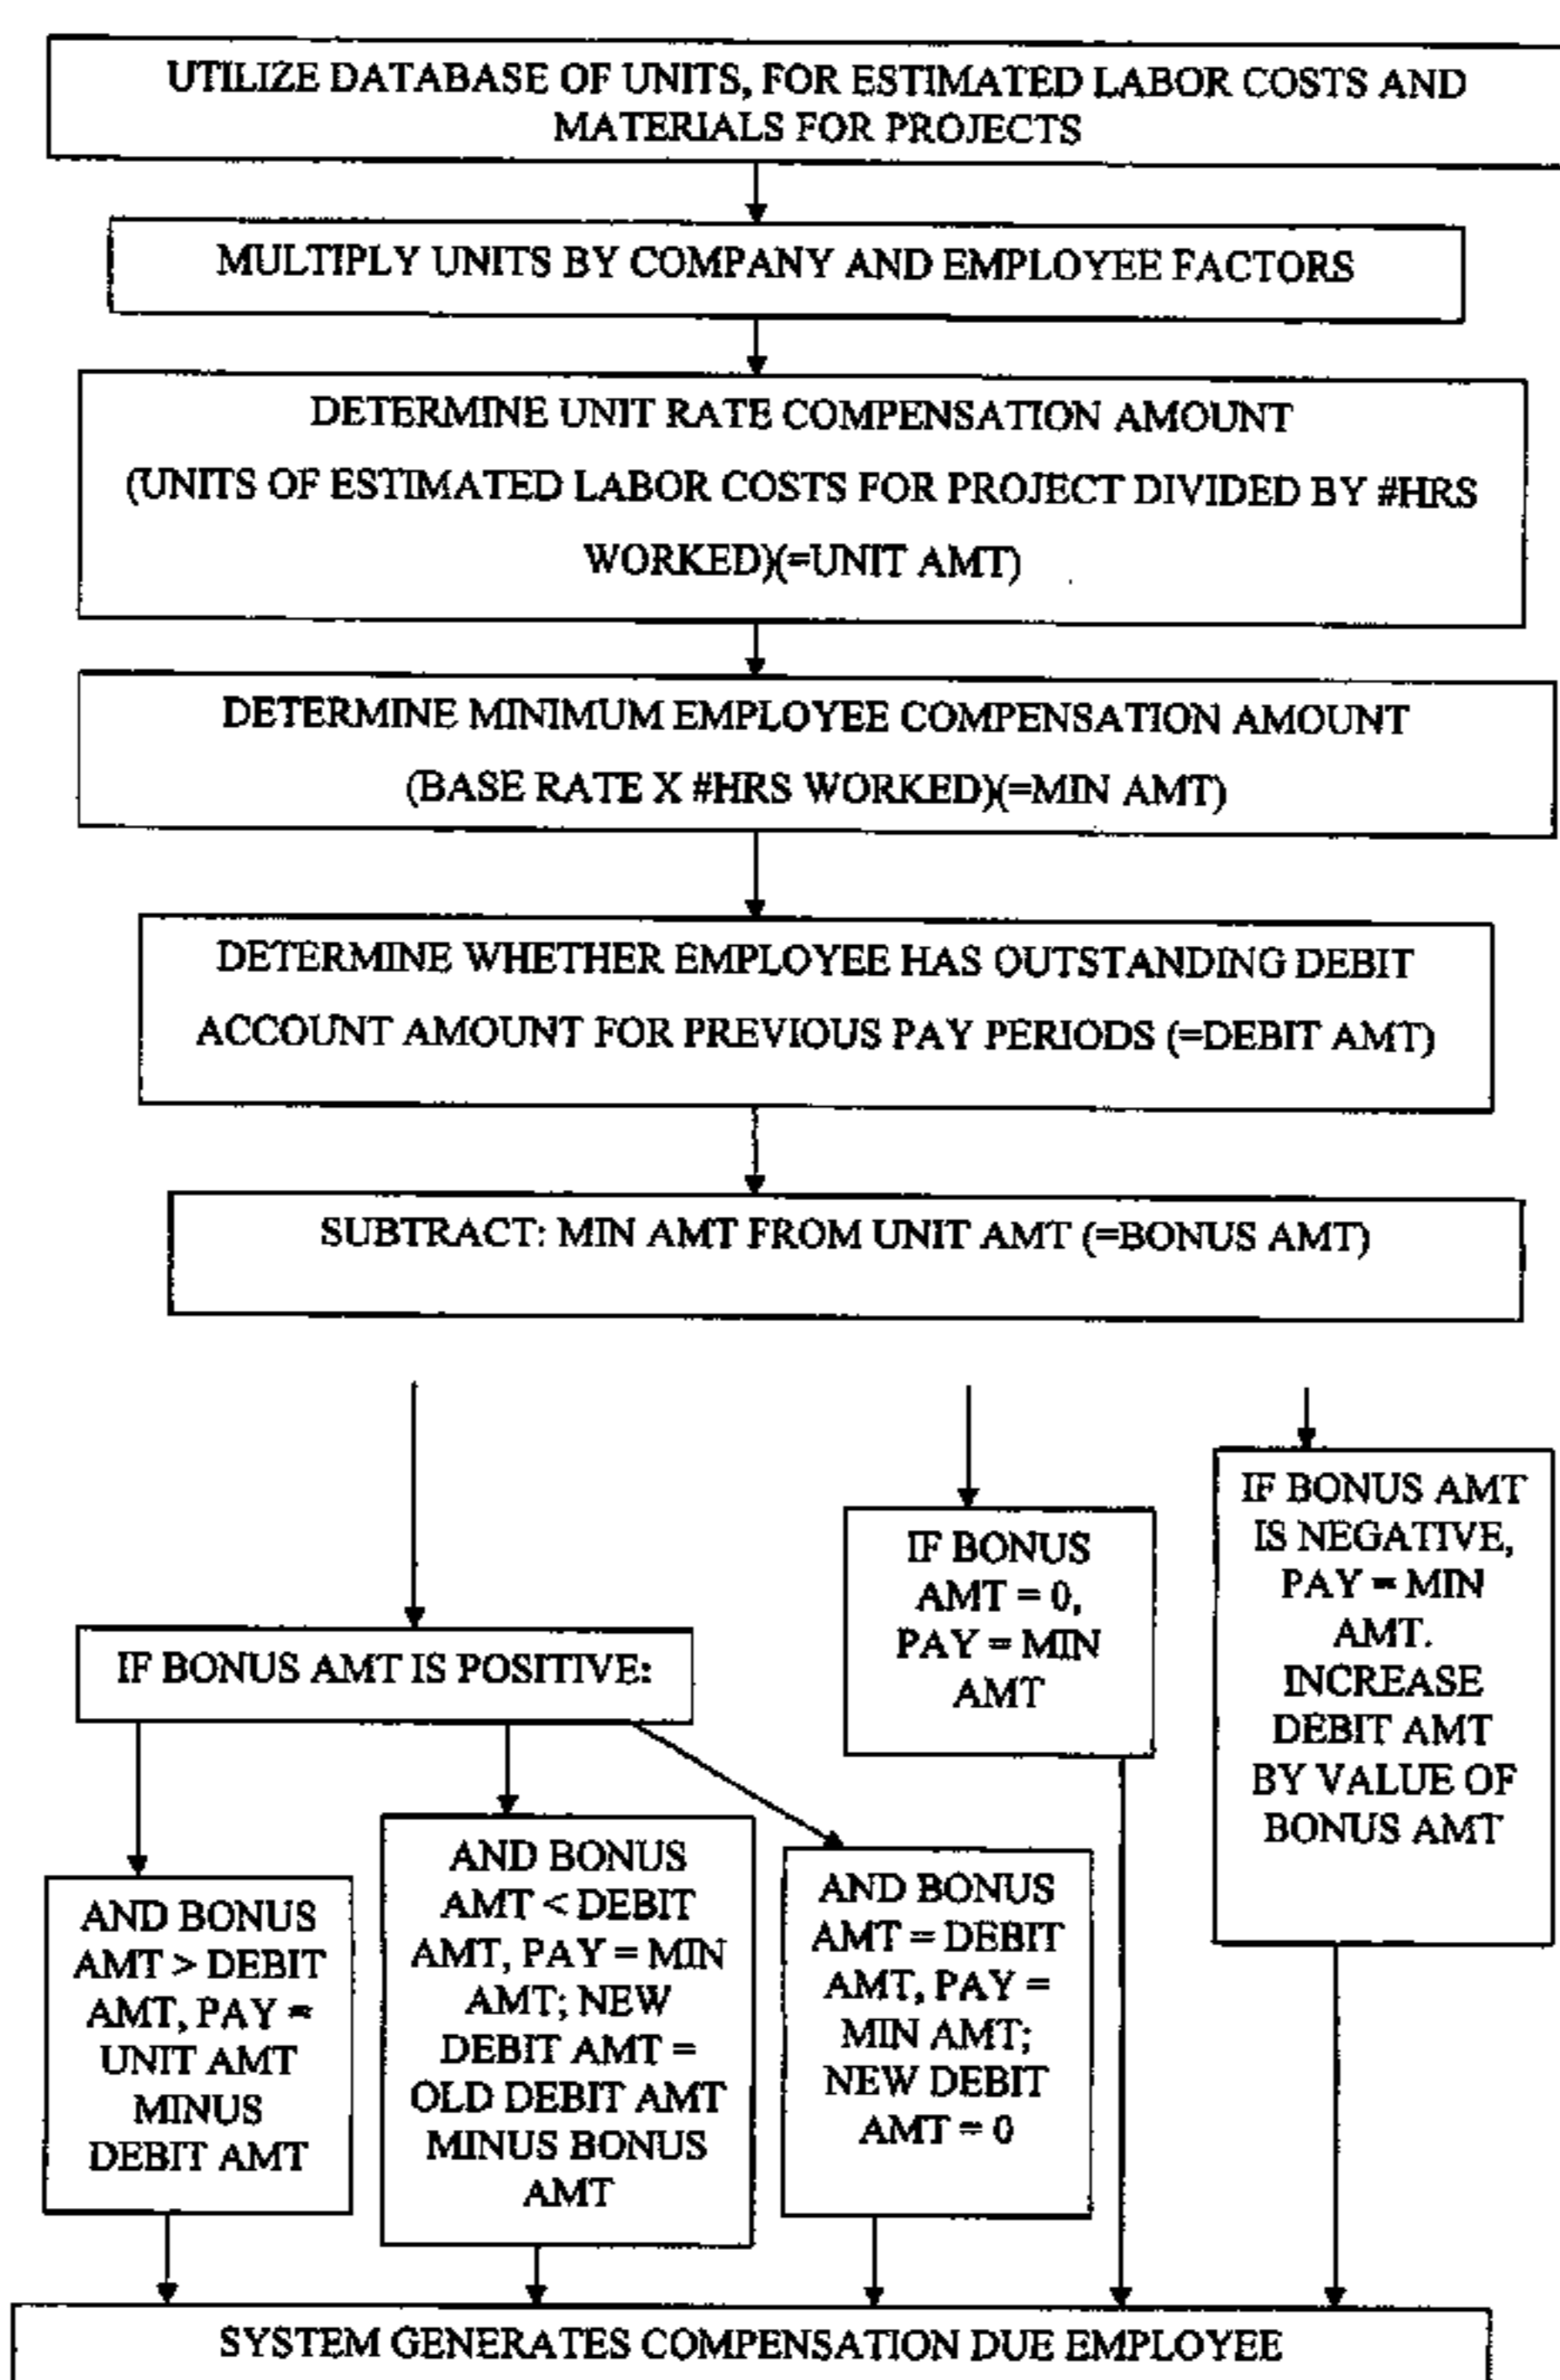 UTILIZE DATABASE OF UNITS, FOR ESTIMATED LABOR COSTS AND
MATERIALS FOR PROJECTS
MULTIPLY UNITS BY COMPANY AND EMPLOYEE FACTORS
DETERMINE UNIT RATE COMPENSATION AMOUNT
(UNITS OF ESTIMATED LABOR COSTS FOR PROJECT DIVIDED BY #HRS
WORKED)(=UNIT AMT)
DETERMINE MINIMUM EMPLOYEE COMPENSATION AMOUNT
(BASE RATE X #HRS WORKED)(=MIN AMT)
DETERMINE WHETHER EMPLOYEE HAS OUTSTANDING DEBIT
ACCOUNT AMOUNT FOR PREVIOUS PAY PERIODS (=DEBIT AMT)
SUBTRACT: MIN AMT FROM UNIT AMT (=BONUS AMT)
IF BONUS AMT IS POSITIVE:
AND BONUS
AMT > DEBIT
AMT, PAY =
UNIT AMT
MINUS
DEBIT AMT
AND BONUS
AMT < DEBIT
AMT, PAY = MIN
AMT; NEW
DEBIT AMT =
OLD DEBIT AMT
MINUS BONUS
AMT
AND BONUS
AMT = DEBIT
AMT, PAY =
MIN AMT;
NEW DEBIT
AMT = 0
IF BONUS
AMT = 0,
PAY = MIN
AMT
IF BONUS AMT
IS NEGATIVE,
PAY = MIN
AMT.
INCREASE
DEBIT AMT
BY VALUE OF
BONUS AMT
SYSTEM GENERATES COMPENSATION DUE EMPLOYEE